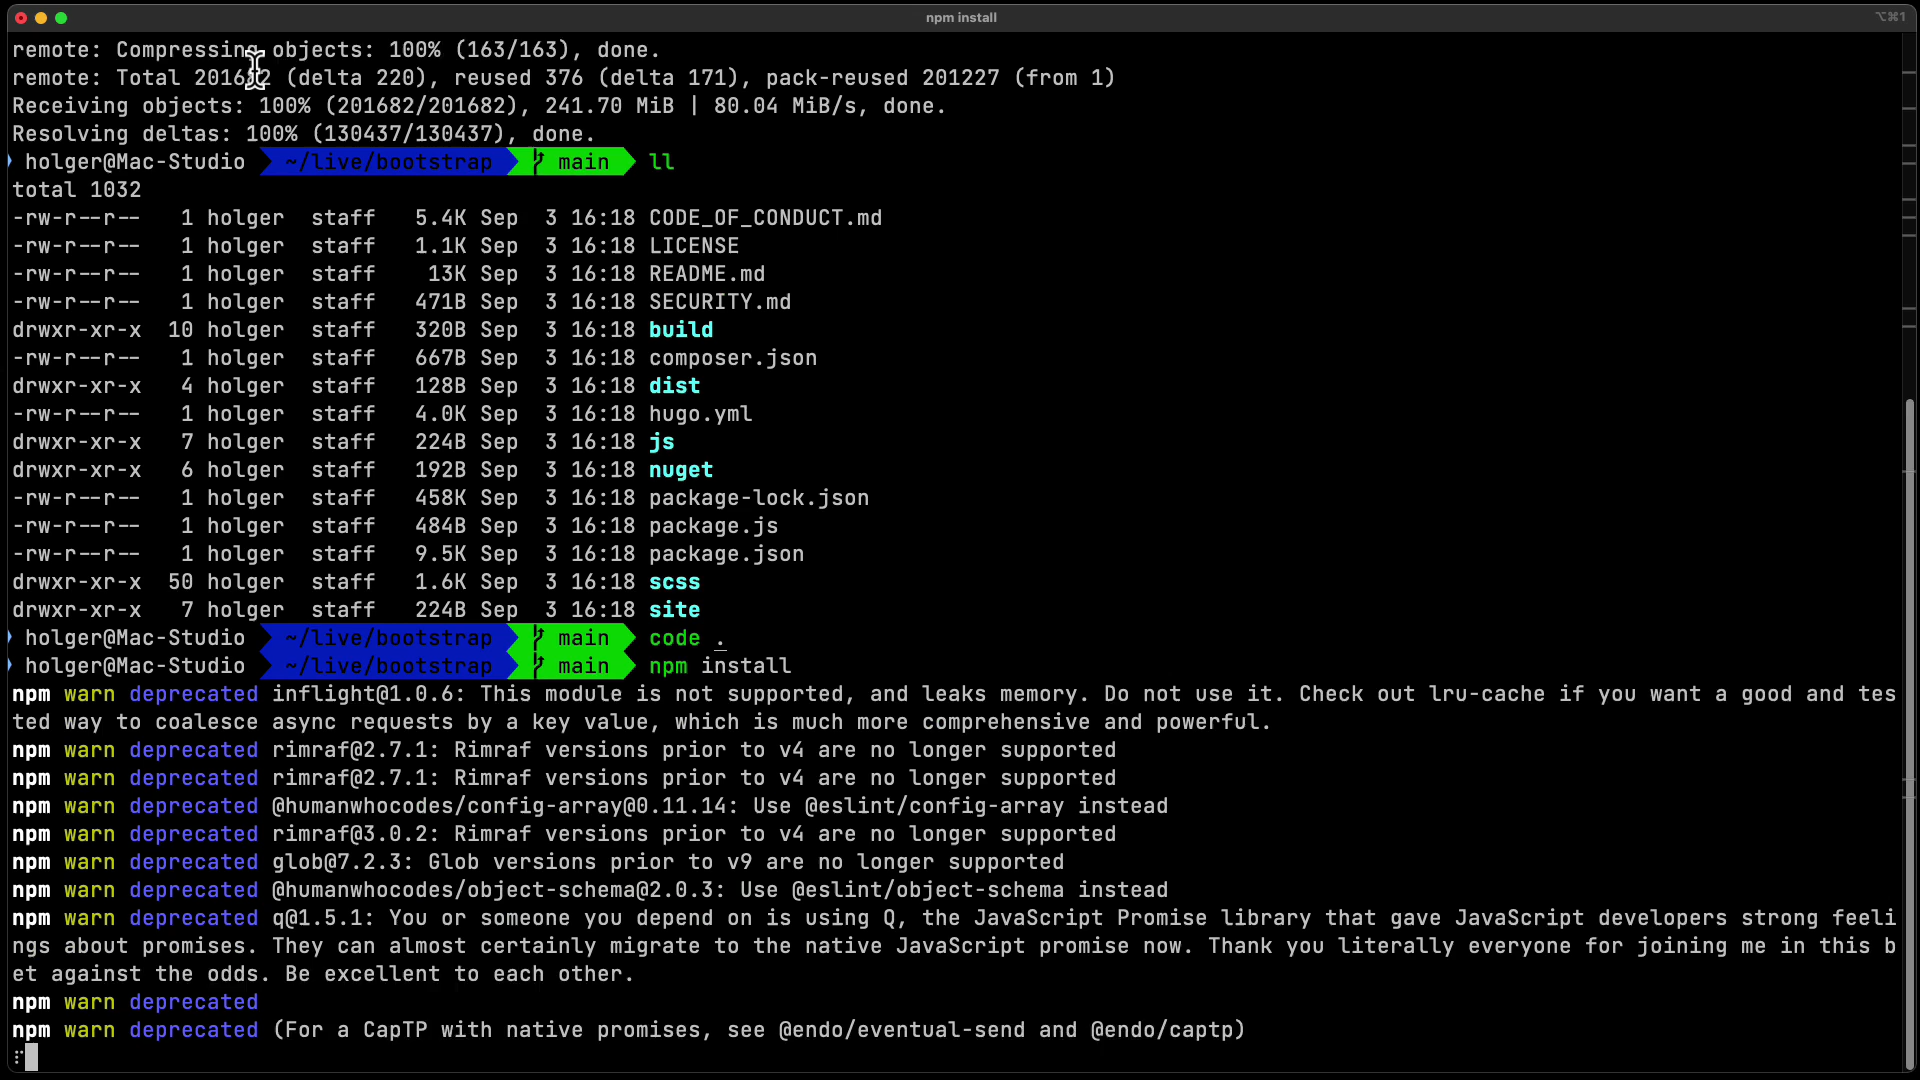 npm install
⌥⌘1
remote: Compressing objects: 100% (163/163), done.
remote: Total 201682 (delta 220), reused 376 (delta 171), pack-reused 201227 (from 1)
Receiving objects: 100% (201682/201682), 241.70 MiB | 80.04 MiB/s, done.
Resolving deltas: 100% (130437/130437), done.
holger@Mac-Studio ~/live/bootstrap main ll
total 1032
-rw-r--r-- 1 holger staff 5.4K Sep 3 16:18 CODE_OF_CONDUCT.md
-rw-r--r-- 1 holger staff 1.1K Sep 3 16:18 LICENSE
-rw-r--r-- 1 holger staff 13K Sep 3 16:18 README.md
-rw-r--r-- 1 holger staff 471B Sep 3 16:18 SECURITY.md
drwxr-xr-x 10 holger staff 320B Sep 3 16:18 build
-rw-r--r-- 1 holger staff 667B Sep 3 16:18 composer.json
drwxr-xr-x 4 holger staff 128B Sep 3 16:18 dist
-rw-r--r-- 1 holger staff 4.0K Sep 3 16:18 hugo.yml
drwxr-xr-x 7 holger staff 224B Sep 3 16:18 js
drwxr-xr-x 6 holger staff 192B Sep 3 16:18 nuget
-rw-r--r-- 1 holger staff 458K Sep 3 16:18 package-lock.json
-rw-r--r-- 1 holger staff 484B Sep 3 16:18 package.js
-rw-r--r-- 1 holger staff 9.5K Sep 3 16:18 package.json
drwxr-xr-x 50 holger staff 1.6K Sep 3 16:18 scss
drwxr-xr-x 7 holger staff 224B Sep 3 16:18 site
holger@Mac-Studio ~/live/bootstrap main code .
holger@Mac-Studio ~/live/bootstrap main npm install
npm warn deprecated inflight@1.0.6: This module is not supported, and leaks memory. Do not use it. Check out lru-cache if you want a good and tes
ted way to coalesce async requests by a key value, which is much more comprehensive and powerful.
npm warn deprecated rimraf@2.7.1: Rimraf versions prior to v4 are no longer supported
npm warn deprecated rimraf@2.7.1: Rimraf versions prior to v4 are no longer supported
npm warn deprecated @humanwhocodes/config-array@0.11.14: Use @eslint/config-array instead
npm warn deprecated rimraf@3.0.2: Rimraf versions prior to v4 are no longer supported
npm warn deprecated glob@7.2.3: Glob versions prior to v9 are no longer supported
npm warn deprecated @humanwhocodes/object-schema@2.0.3: Use @eslint/object-schema instead
npm warn deprecated q@1.5.1: You or someone you depend on is using Q, the JavaScript Promise library that gave JavaScript developers strong feeli
ngs about promises. They can almost certainly migrate to the native JavaScript promise now. Thank you literally everyone for joining me in this b
et against the odds. Be excellent to each other.
npm warn deprecated
npm warn deprecated (For a CapTP with native promises, see @endo/eventual-send and @endo/captp)